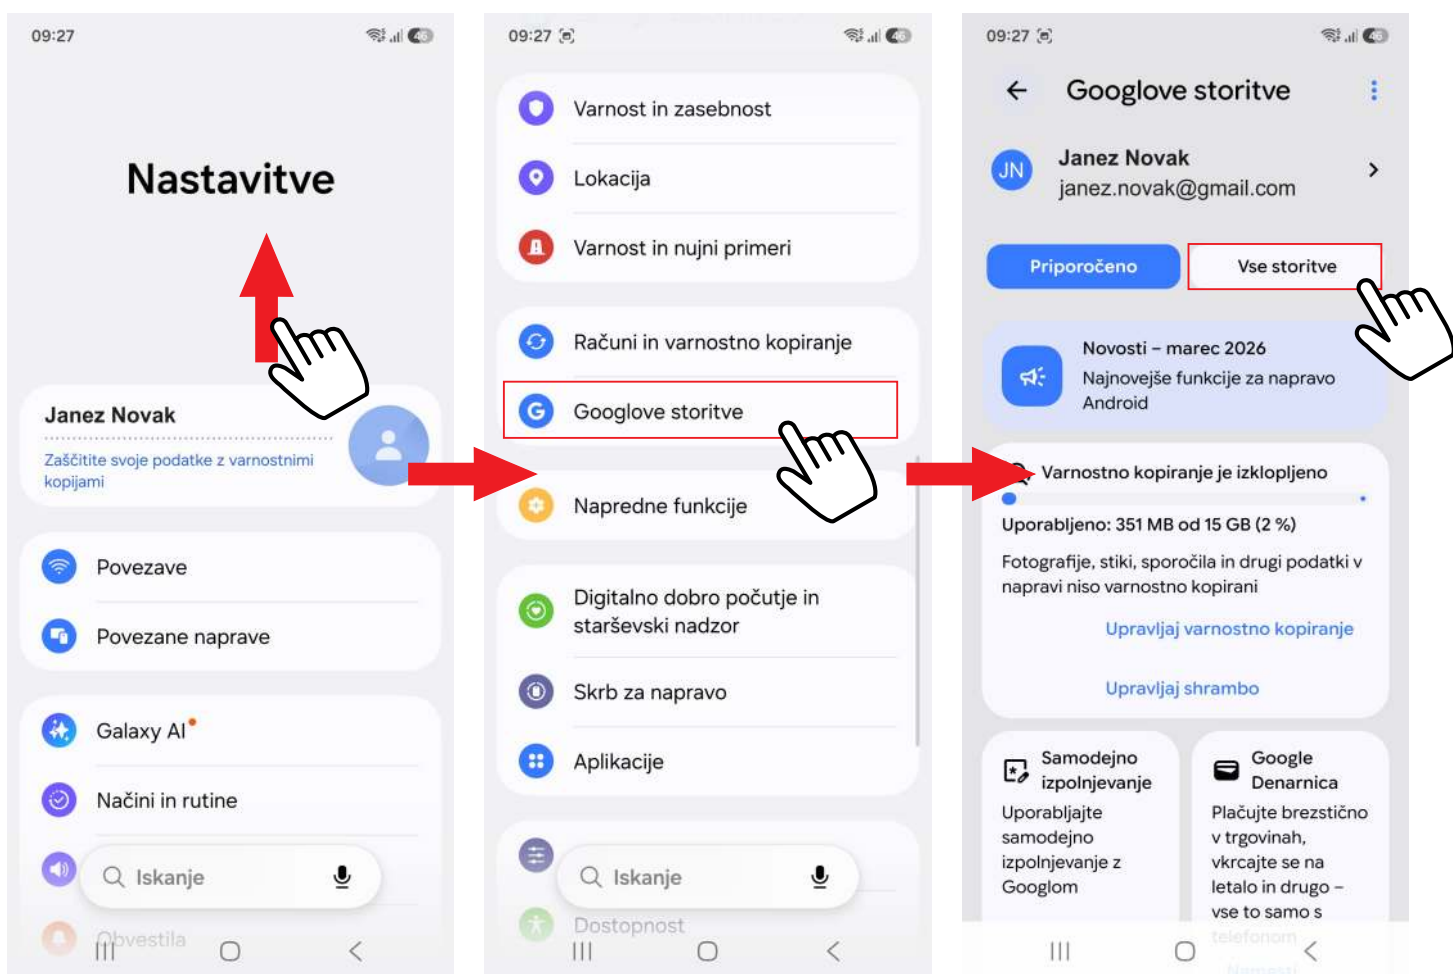 09:27
46
Nastavitve
Janez Novak
Zaščitite svoje podatke z varnostnimi
kopijami
Povezave
Povezane naprave
Galaxy AI
Načini in rutine
Iskanje
Obvestila
09:27
46
Varnost in zasebnost
Lokacija
Varnost in nujni primeri
Računi in varnostno kopiranje
G
Googlove storitve
Napredne funkcije
Digitalno dobro počutje in
starševski nadzor
Skrb za napravo
Aplikacije
Iskanje
Dostopnost
09:27
46
Googlove storitve
JN
Janez Novak
janez.novak@gmail.com
Priporočeno
Vse storitve
Novosti – marec 2026
Najnovejše funkcije za napravo
Android
Varnostno kopiranje je izklopljeno
Uporabljeno: 351 MB od 15 GB (2 %)
Fotografije, stiki, sporočila in drugi podatki v
napravi niso varnostno kopirani
Upravljaj varnostno kopiranje
Upravljaj shrambo
Samodejno
izpolnjevanje
Uporabljajte
samodejno
izpolnjevanje z
Googlom
Google
Denarnica
Plačujte brezstično
v trgovinah,
vkrcajte se na
letalo in drugo –
vse to samo s
telefonom